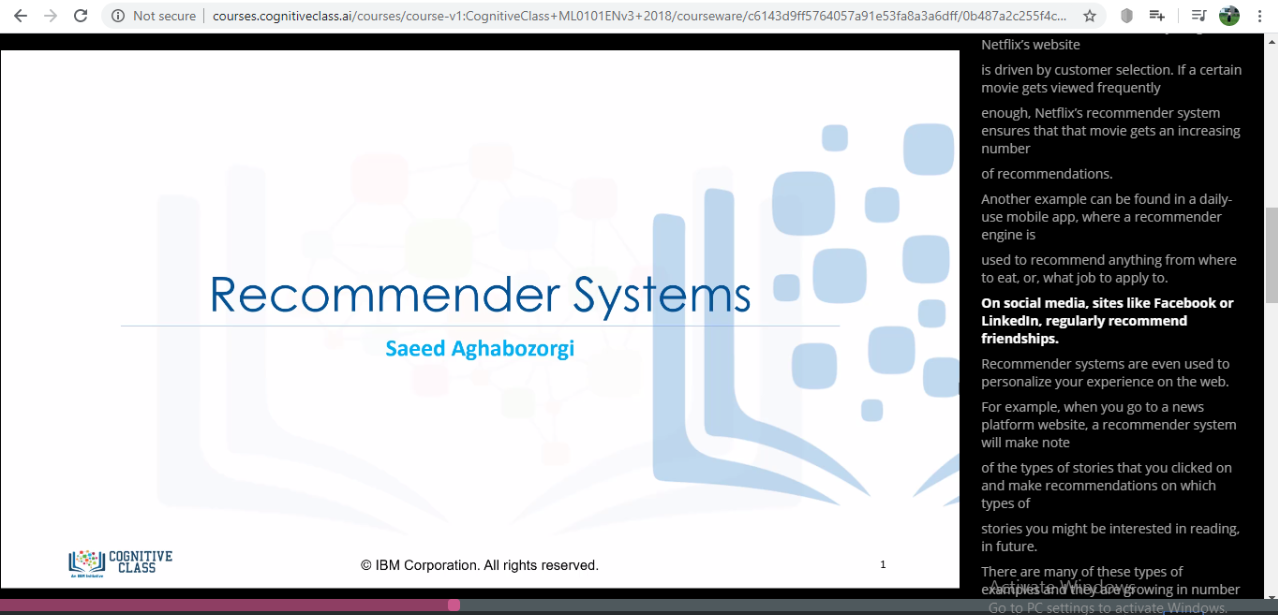 Not secure
courses.cognitiveclass.ai/courses/course-v1:CognitiveClass+ML0101ENv3+2018/courseware/c6143d9ff5764057a91e53fa8a3a6dff/0b487a2c255f4c...
Recommender Systems
Saeed Aghabozorgi
COGNITIVE
CLASS
An IBM Initiative
© IBM Corporation. All rights reserved.
1
Netflix's website
is driven by customer selection. If a certain
movie gets viewed frequently
enough, Netflix's recommender system
ensures that that movie gets an increasing
number
of recommendations.
Another example can be found in a daily-
use mobile app, where a recommender
engine is
used to recommend anything from where
to eat, or, what job to apply to.
On social media, sites like Facebook or
LinkedIn, regularly recommend
friendships.
Recommender systems are even used to
personalize your experience on the web.
For example, when you go to a news
platform website, a recommender system
will make note
of the types of stories that you clicked on
and make recommendations on which
types of
stories you might be interested in reading,
in future.
There are many of these types of
examples and they are growing in number
Activate Windows
Go to PC settings to activate Windows.